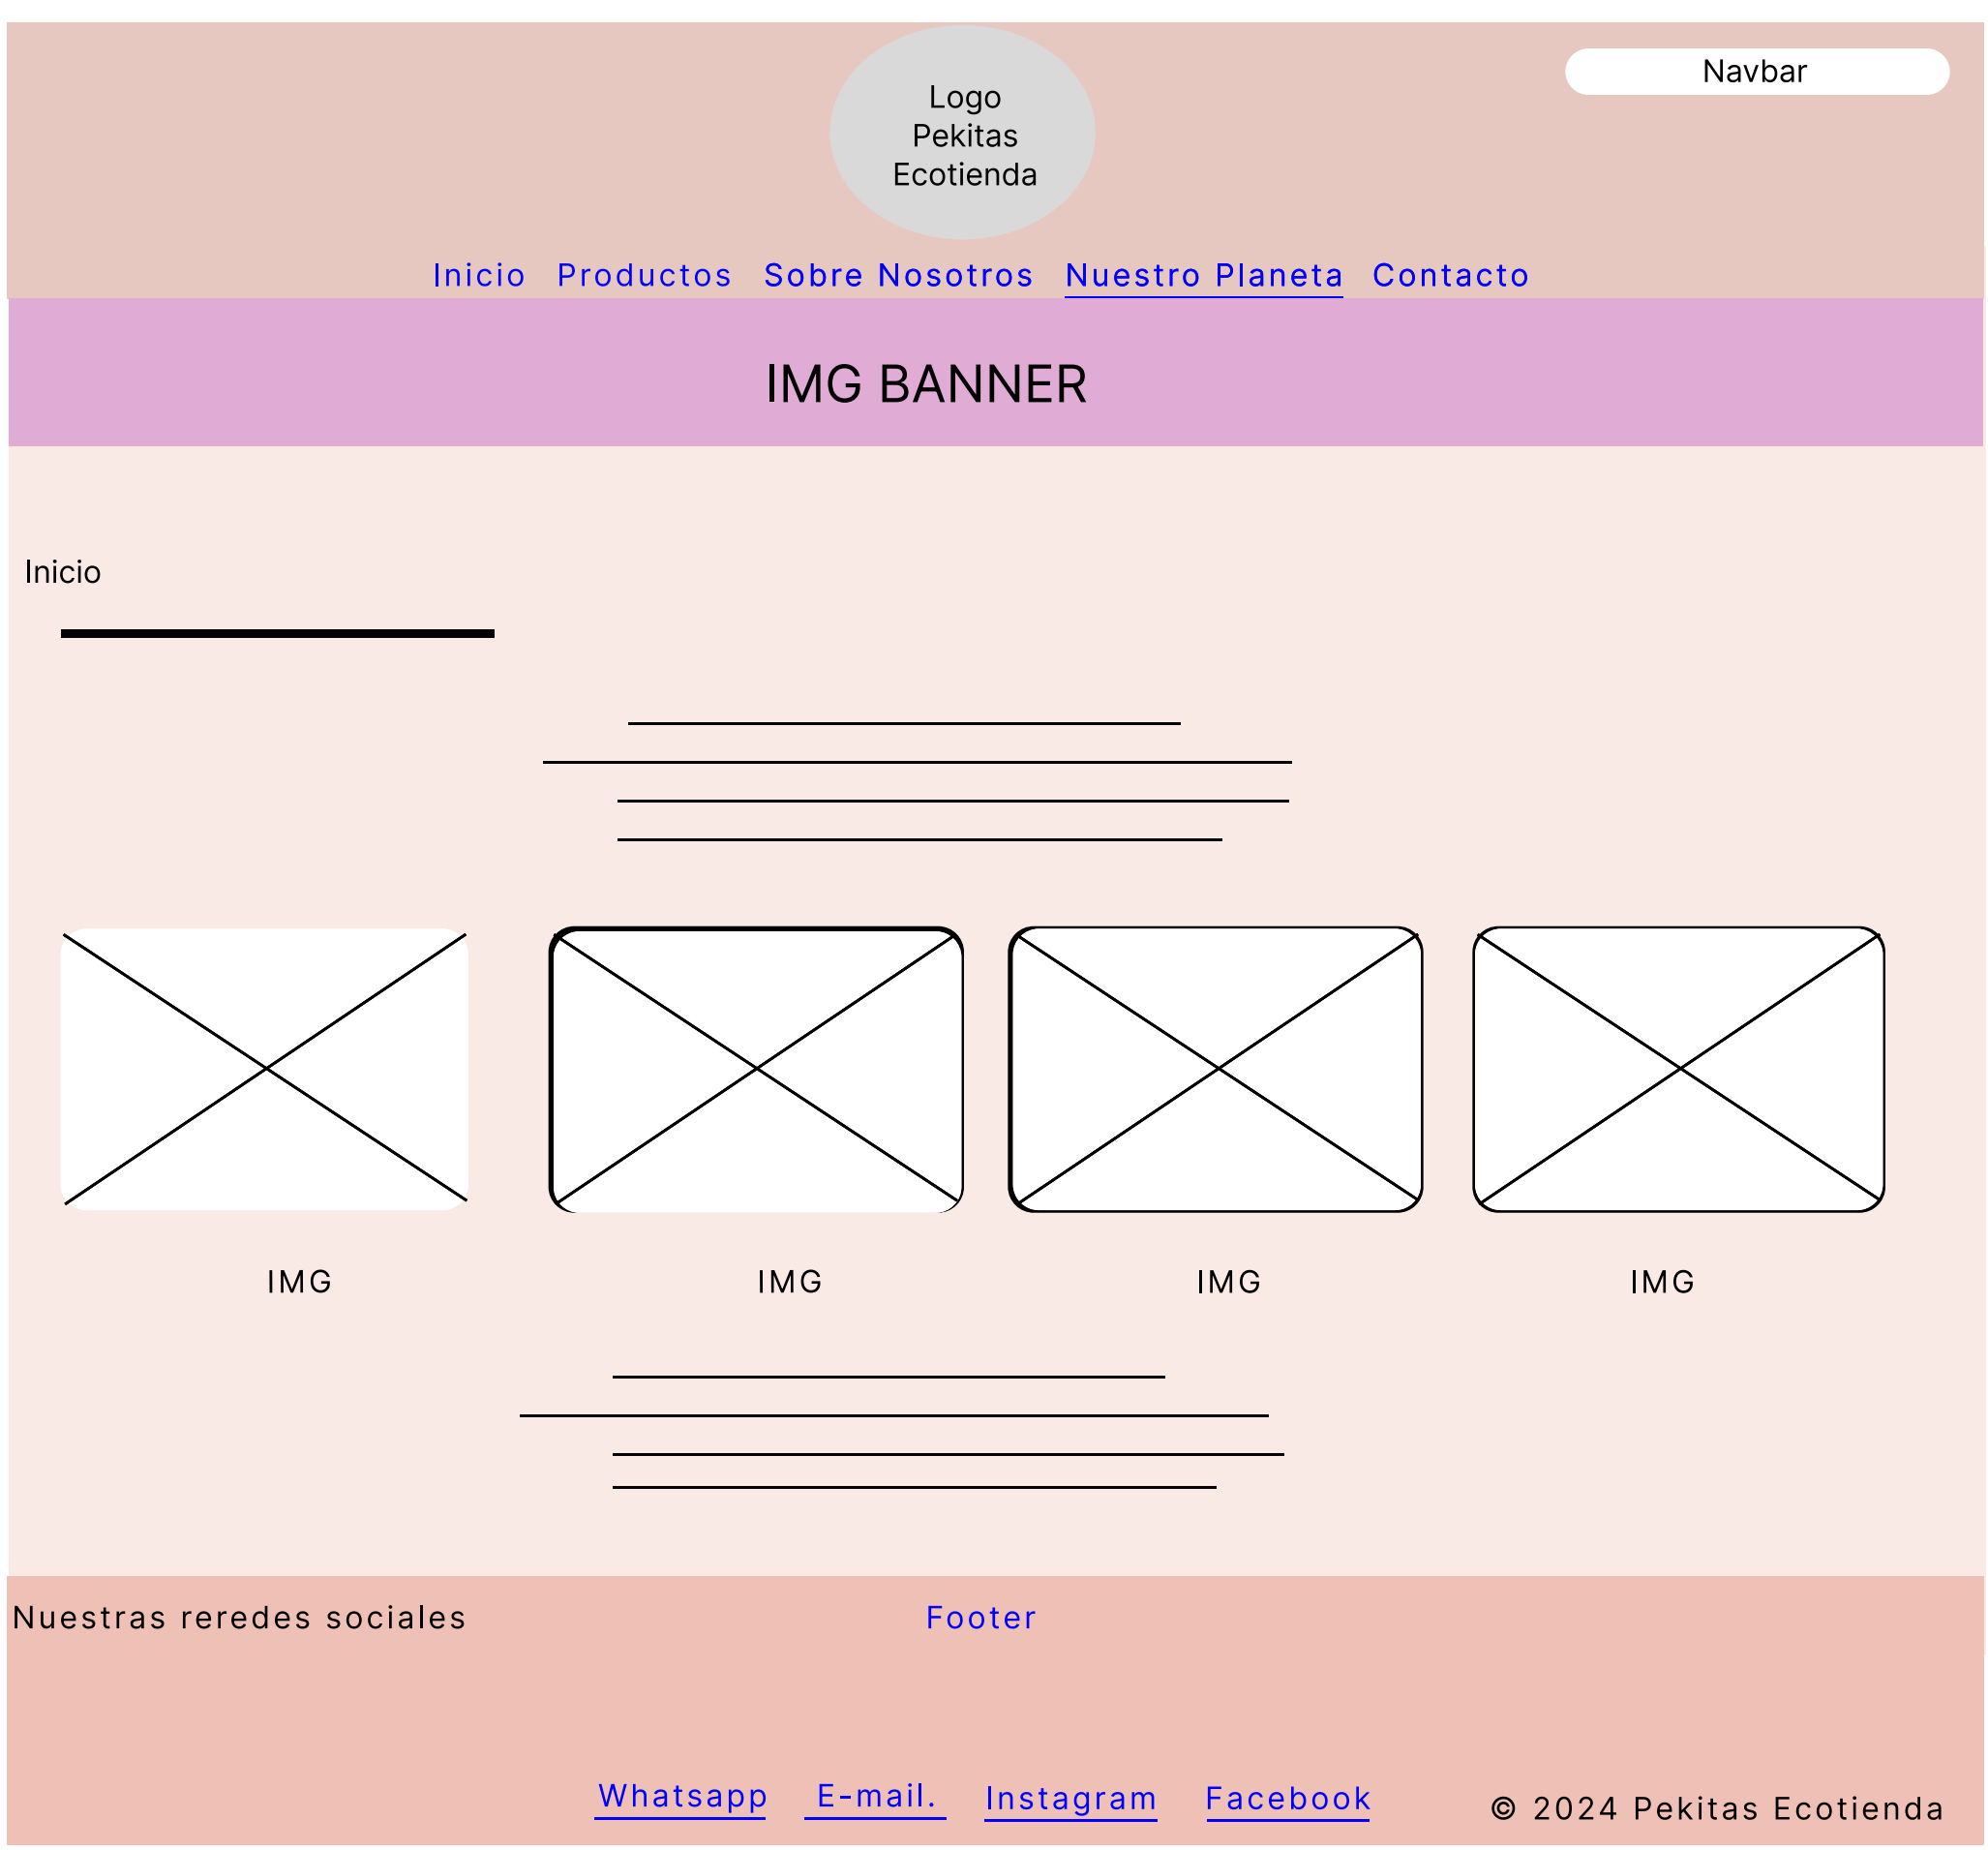 Navbar
Logo
Pekitas
Ecotienda
Inicio Productos Sobre Nosotros Nuestro Planeta Contacto
IMG BANNER
Inicio
IMG IMG IMG IMG
Nuestras reredes sociales Footer
Whatsapp E-mail. Instagram Facebook © 2024 Pekitas Ecotienda